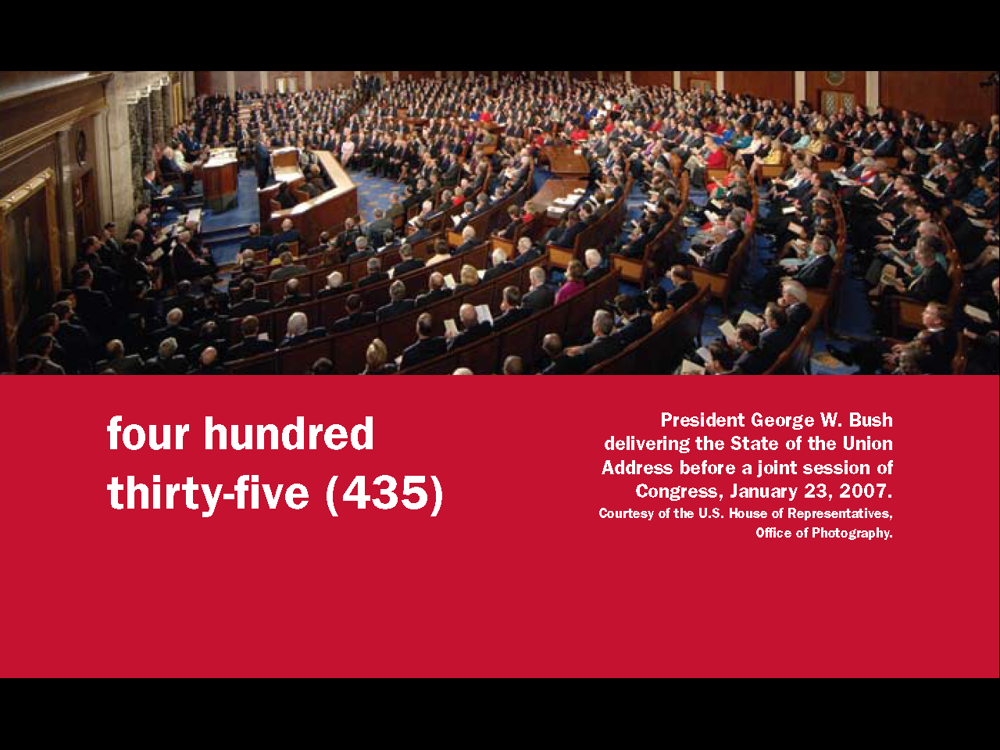 four hundred
thirty-five (435)
President George W. Bush
delivering the State of the Union
Address before a joint session of
Congress, January 23, 2007.
Courtesy of the U.S. House of Representatives,
Office of Photography.